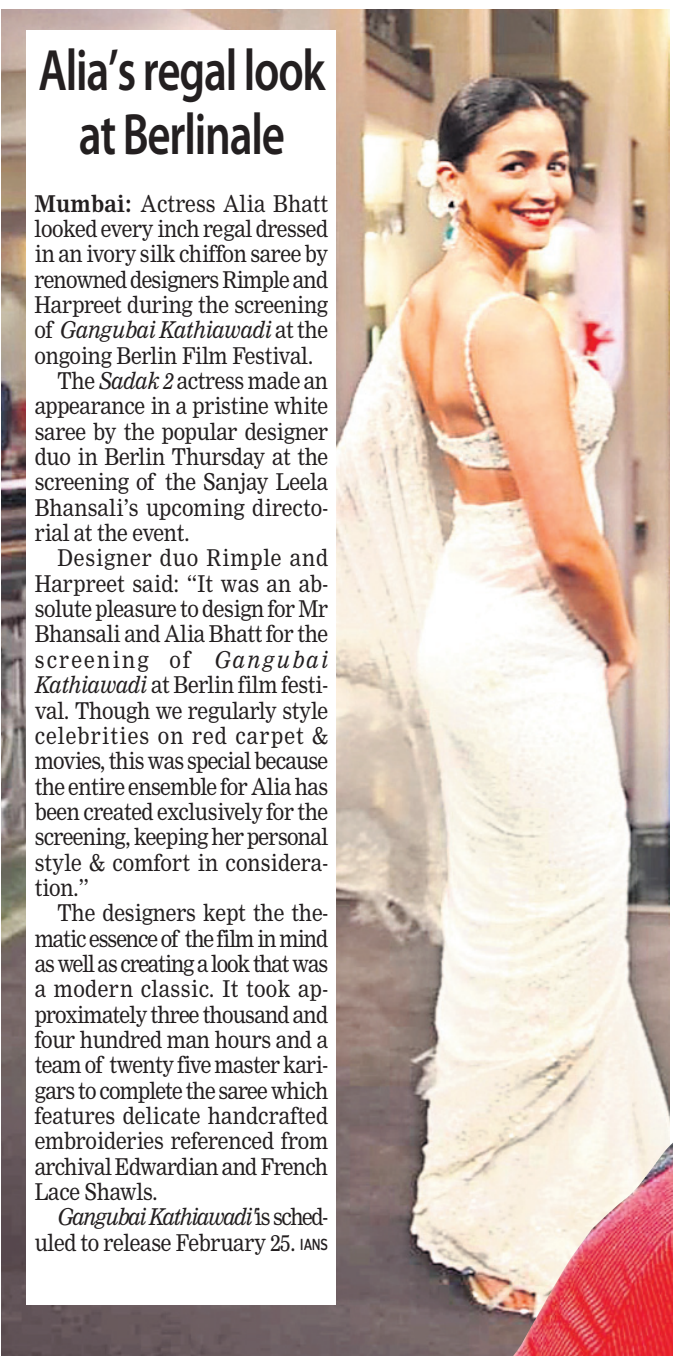 Alia’s regal look
at Berlinale
Mumbai: Actress Alia Bhatt
looked every inch regal dressed
in an ivory silk chiffon saree by
renowned designers Rimple and
Harpreet during the screening
of Gangubai Kathiawadi at the
ongoing Berlin Film Festival.
The Sadak 2 actress made an
appearance in a pristine white
saree by the popular designer
duo in Berlin Thursday at the
screening of the Sanjay Leela
Bhansali’s upcoming directo-
rial at the event.
Designer duo Rimple and
Harpreet said: “It was an ab-
solute pleasure to design for Mr
Bhansali and Alia Bhatt for the
screening of Gangubai
Kathiawadi at Berlin film festi-
val. Though we regularly style
celebrities on red carpet &
movies, this was special because
the entire ensemble for Alia has
been created exclusively for the
screening, keeping her personal
style & comfort in considera-
tion.”
The designers kept the the-
matic essence of the film in mind
as well as creating a look that was
a modern classic. It took ap-
proximately three thousand and
four hundred man hours and a
team of twenty five master kari-
gars to complete the saree which
features delicate handcrafted
embroideries referenced from
archival Edwardian and French
Lace Shawls.
Gangubai Kathiawadi’is sched-
uled to release February 25. IANS